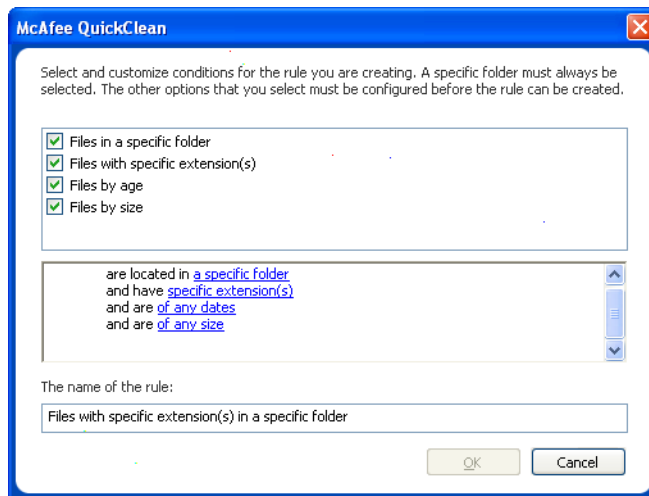 McAfee QuickClean
Select and customize conditions for the rule you are creating. A specific folder must always be
selected. The other options that you select must be configured before the rule can be created.
Files in a specific folder
Files with specific extension(s)
Files by age
Files by size
are located in a specific folder
and have specific extension(s)
and are of any dates
and are of any size
The name of the rule:
Files with specific extension(s) in a specific folder
OK
Cancel